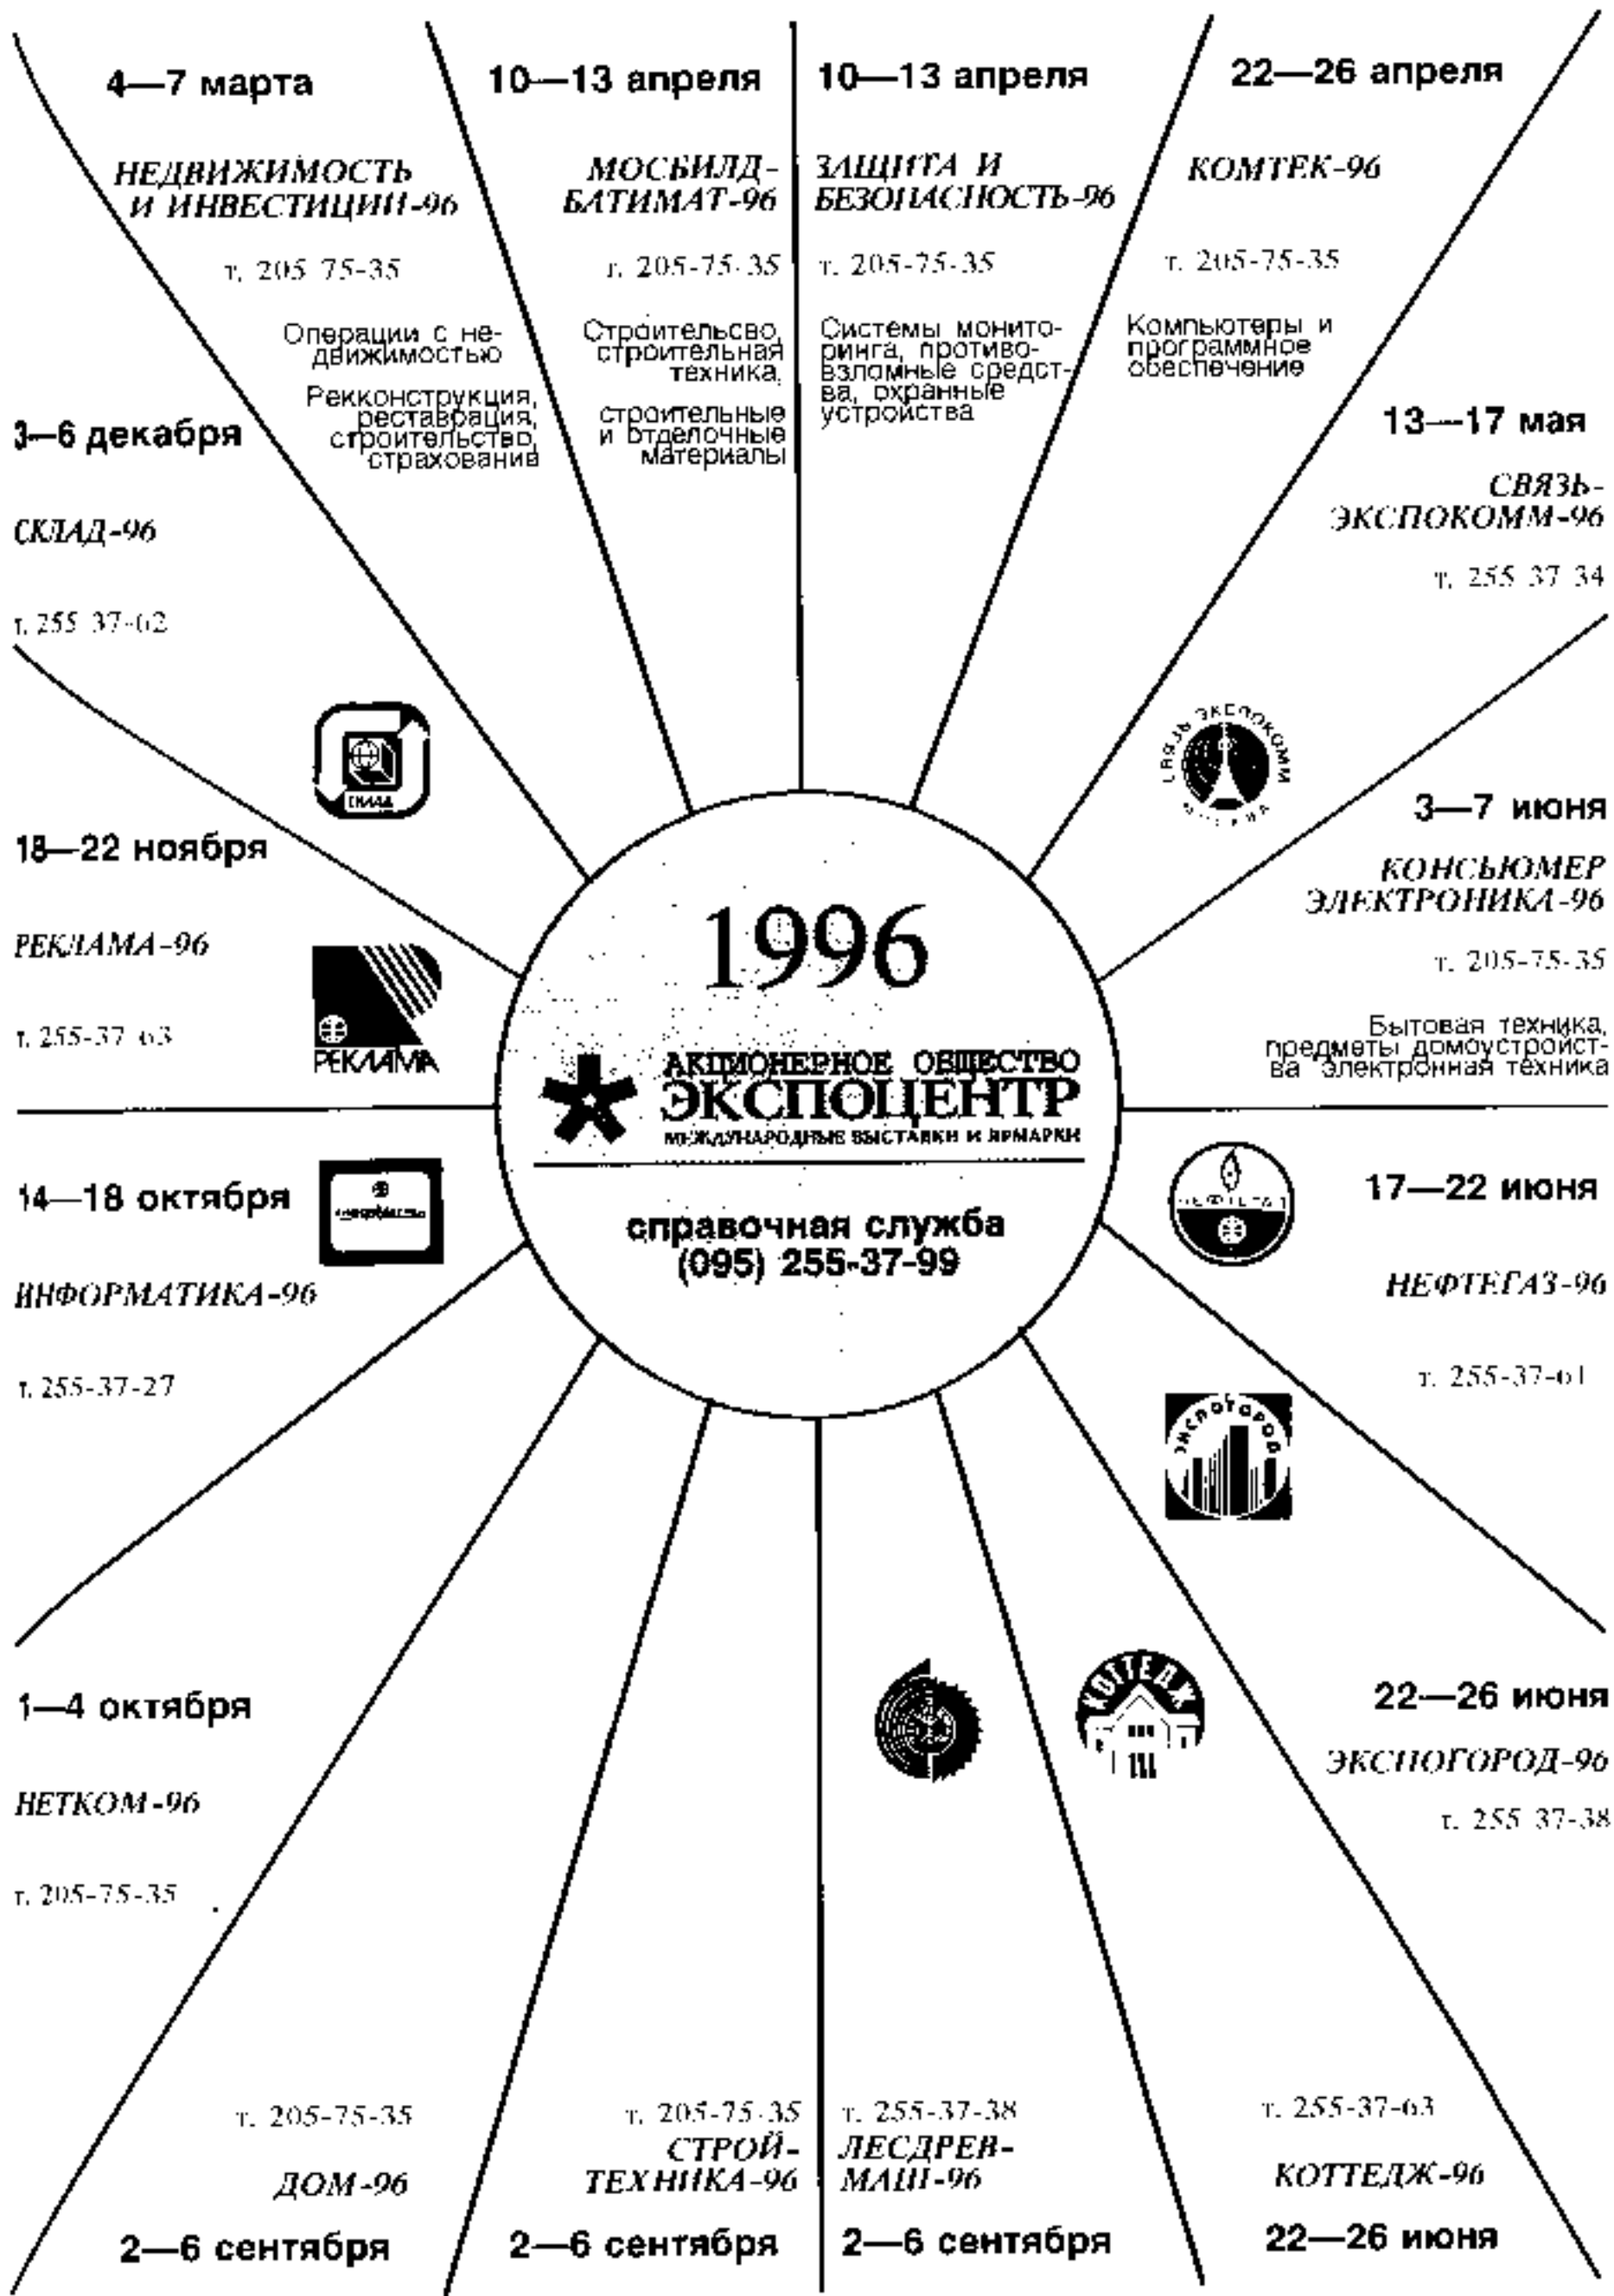 4—7 марта
НЕДВИЖИМОСТЬ
И ИНВЕСТИЦИИ-96
т. 205 75-35
Операции с не-
движимостью
Рекконструкция,
реставрация,
строительство,
страхование
10—13 апреля
МОСБИЛД-
БАТИМАТ-96
т. 205-75-35
Строительсво,
строительная
техника,
строительные
и отделочные
материалы
10—13 апреля
ЗАЩИТА И
БЕЗОПАСНОСТЬ-96
т. 205-75-35
Системы монито-
ринга, противо-
взломные средст-
ва, охранные
устройства
22—26 апреля
КОМТЕК-96
т. 205-75-35
Компьютеры и
программное
обеспечение
13—17 мая
СВЯЗЬ-
ЭКСПОКОММ-96
т. 255 37 34
СВЯЗЬ ЭКСПОКОММ
3—7 июня
КОНСЬЮМЕР
ЭЛЕКТРОНИКА-96
т. 205-75-35
Бытовая техника,
предметы домоустройст-
ва электронная техника
17—22 июня
НЕФТЕГАЗ
НЕФТЕГАЗ-96
т. 255-37-61
22—26 июня
ЭКСПОГОРОД
ЭКСПОГОРОД-96
т. 255 37-38
КОТТЕДЖ
т. 255-37-63
КОТТЕДЖ-96
22—26 июня
т. 255-37-38
ЛЕСДРЕВ-
МАШ-96
2—6 сентября
т. 205-75-35
СТРОЙ-
ТЕХНИКА-96
2—6 сентября
т. 205-75-35
ДОМ-96
2—6 сентября
1—4 октября
НЕТКОМ-96
т. 205-75-35
14—18 октября
ИНФОРМАТИКА-96
т. 255-37-27
18—22 ноября
РЕКЛАМА-96
т. 255-37 63
РЕКЛАМА
3—6 декабря
СКЛАД-96
т. 255 37-62
СКЛАД
1996
АКЦИОНЕРНОЕ ОБЩЕСТВО
ЭКСПОЦЕНТР
МЕЖДУНАРОДНЫЕ ВЫСТАВКИ И ЯРМАРКИ
справочная служба
(095) 255-37-99